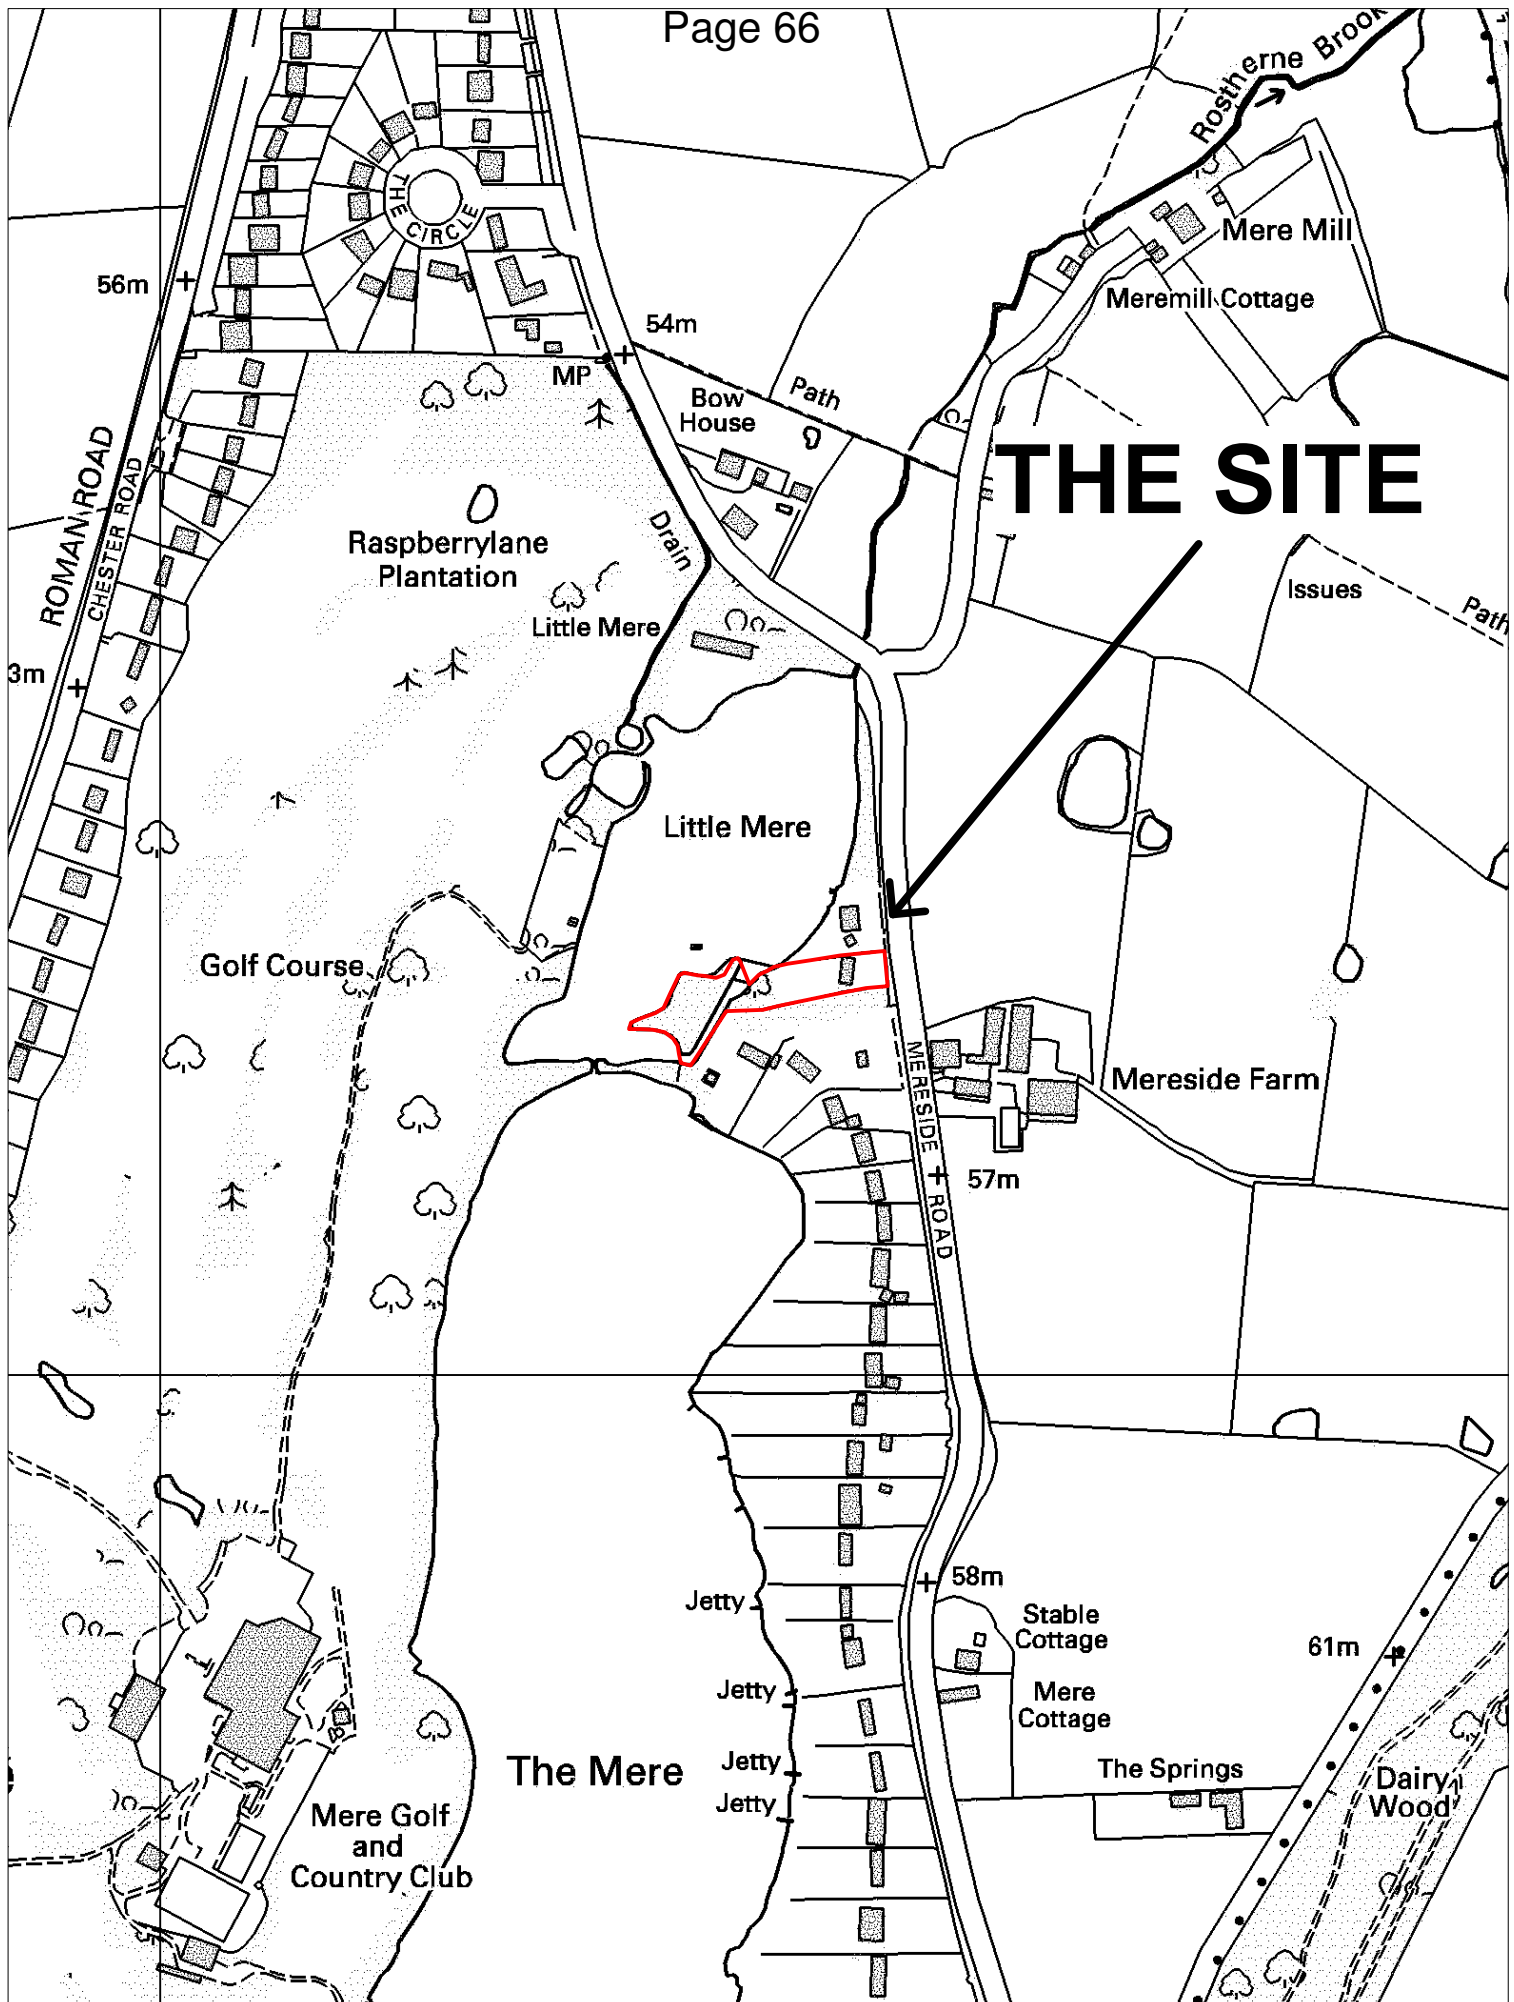 Page 66
Rostherne Brook
THE CIRCLE
Mere Mill
56m
Meremill Cottage
54m
MP
Path
Bow
House
ROMAN ROAD
CHESTER ROAD
THE SITE
Drain
Raspberrylane
Plantation
Issues
Path
Little Mere
3m
Little Mere
Golf Course
MERESIDE ROAD
Mereside Farm
57m
58m
Jetty
Stable
Cottage
61m
Jetty
Mere
Cottage
The Mere
Jetty
The Springs
Jetty
Dairy
Wood
Mere Golf
and
Country Club